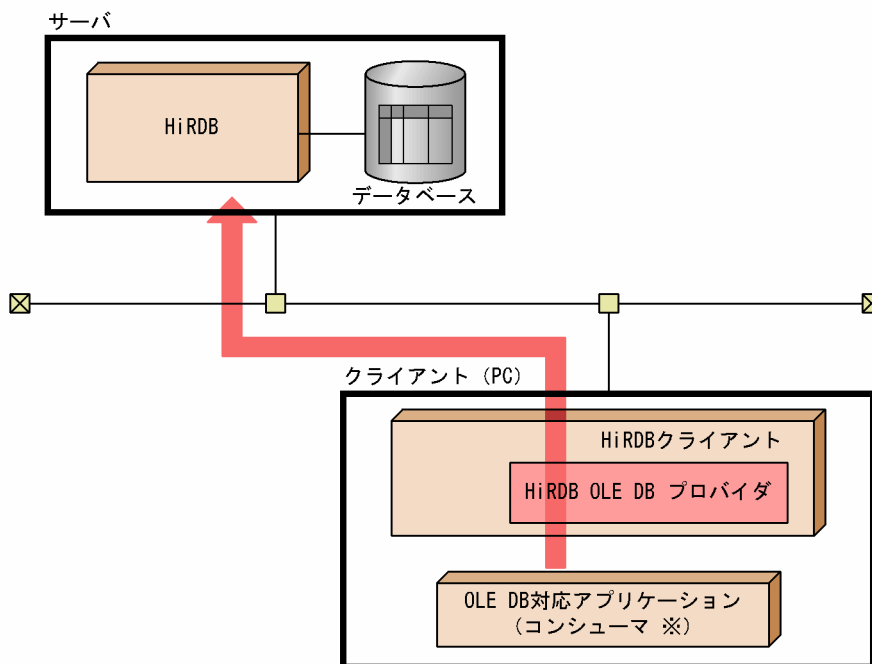 サーバ
HiRDB
データベース
クライアント（PC）
HiRDBクライアント
HiRDB OLE DB プロバイダ
OLE DB対応アプリケーション
（コンシューマ ※）